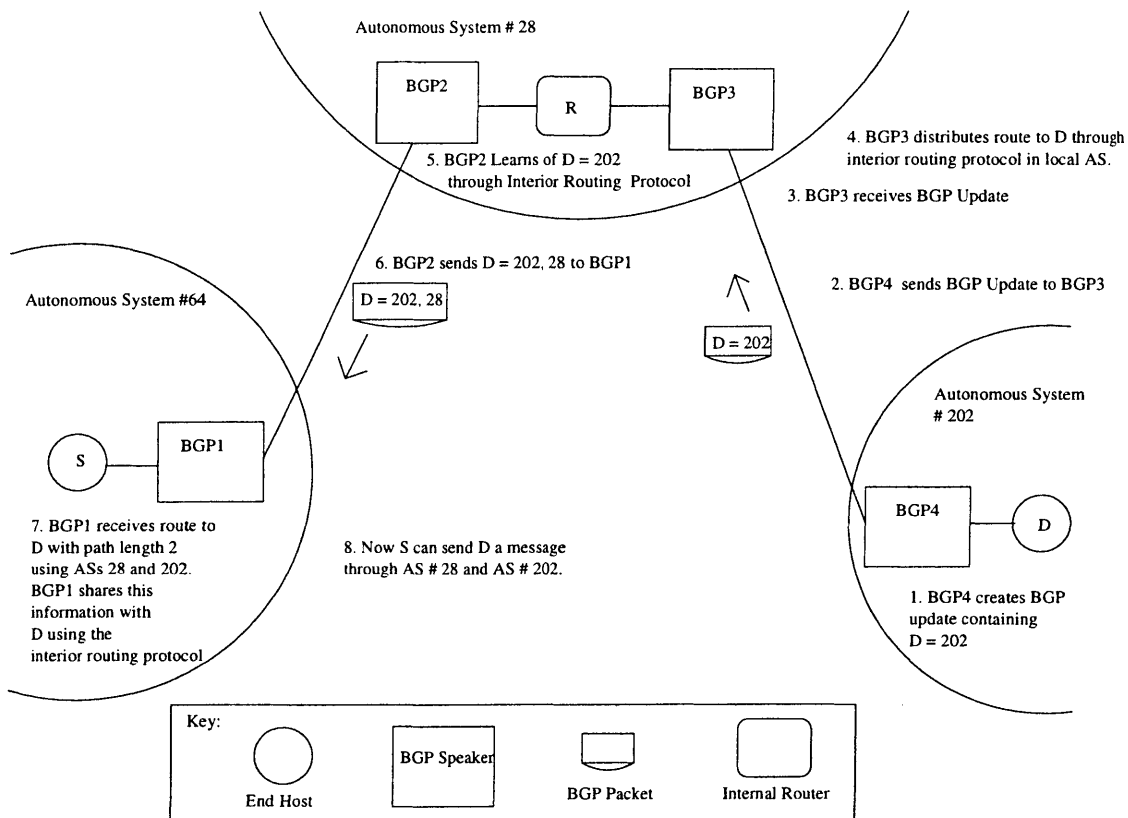 Autonomous System # 28
BGP2
R
BGP3
5. BGP2 Learns of D = 202
through Interior Routing Protocol
4. BGP3 distributes route to D through
interior routing protocol in local AS.
3. BGP3 receives BGP Update
6. BGP2 sends D = 202, 28 to BGP1
D = 202, 28
2. BGP4 sends BGP Update to BGP3
D = 202
Autonomous System #64
S
BGP1
7. BGP1 receives route to
D with path length 2
using ASs 28 and 202.
BGP1 shares this
information with
D using the
interior routing protocol
8. Now S can send D a message
through AS # 28 and AS # 202.
Autonomous System
# 202
BGP4
D
1. BGP4 creates BGP
update containing
D = 202
Key:
End Host
BGP Speaker
BGP Packet
Internal Router